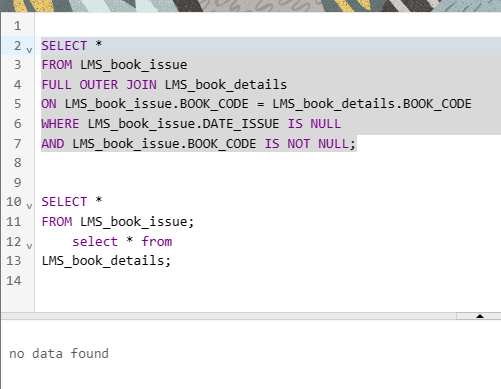 1
2 SELECT *
3 FROM LMS_book_issue
4 FULL OUTER JOIN LMS_book_details
5 ON LMS_book_issue.BOOK_CODE = LMS_book_details.BOOK_CODE
6 WHERE LMS_book_issue.DATE_ISSUE IS NULL
7 AND LMS_book_issue.BOOK_CODE IS NOT NULL;
8
9
10 SELECT *
11 FROM LMS_book_issue;
12 select * from
13 LMS_book_details;
14
no data found